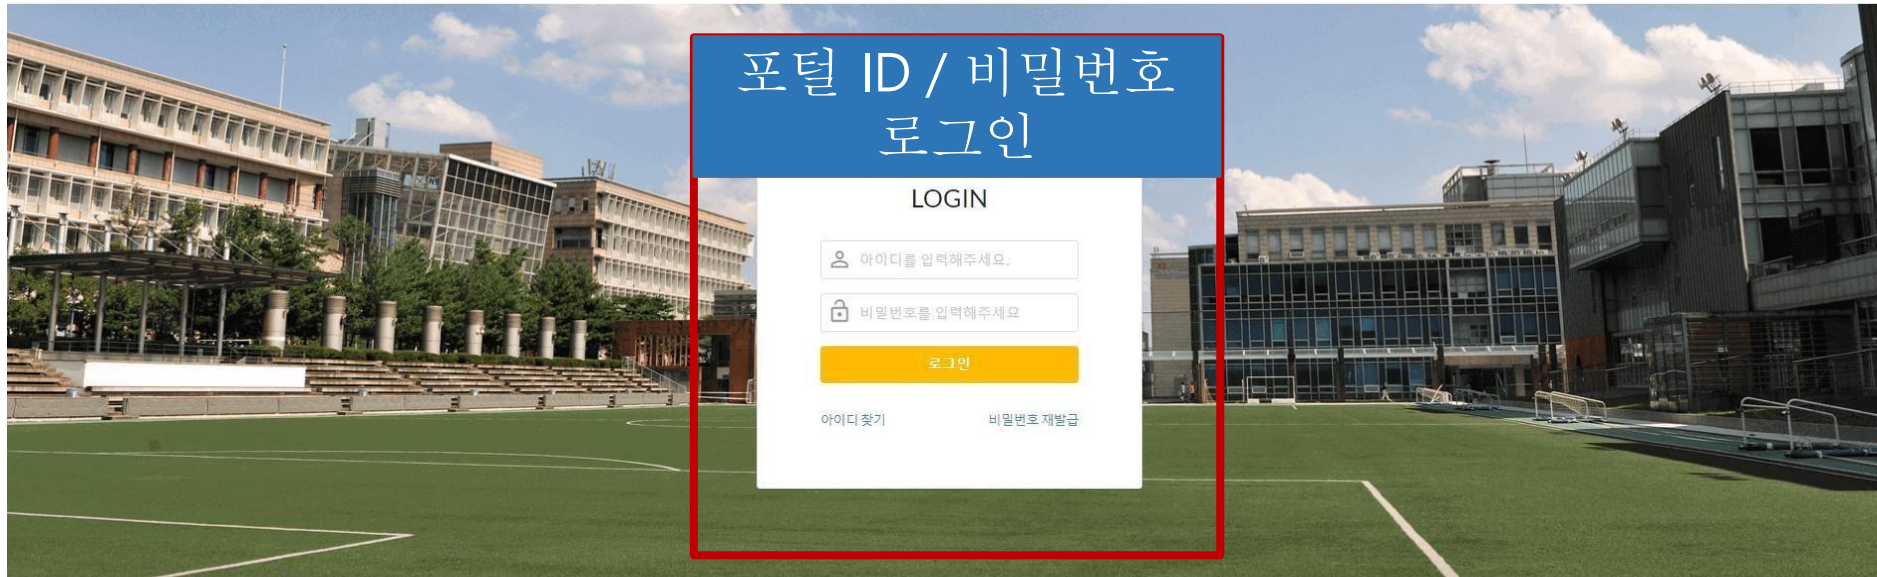 포털 ID / 비밀번호
로그인
LOGIN
아이디를 입력해주세요.
비밀번호를 입력해주세요
로그인
아이디 찾기 비밀번호 재발급